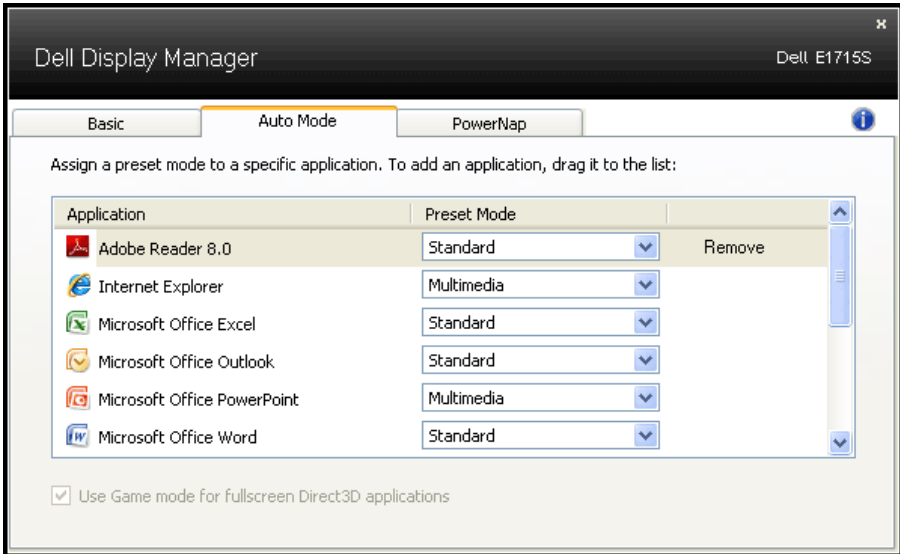 x
Dell Display Manager
Dell E1715S
Basic
Auto Mode
PowerNap
i
Assign a preset mode to a specific application. To add an application, drag it to the list:
Application Preset Mode
Adobe Reader 8.0 Standard Remove
Internet Explorer Multimedia
Microsoft Office Excel Standard
Microsoft Office Outlook Standard
Microsoft Office PowerPoint Multimedia
Microsoft Office Word Standard
Use Game mode for fullscreen Direct3D applications